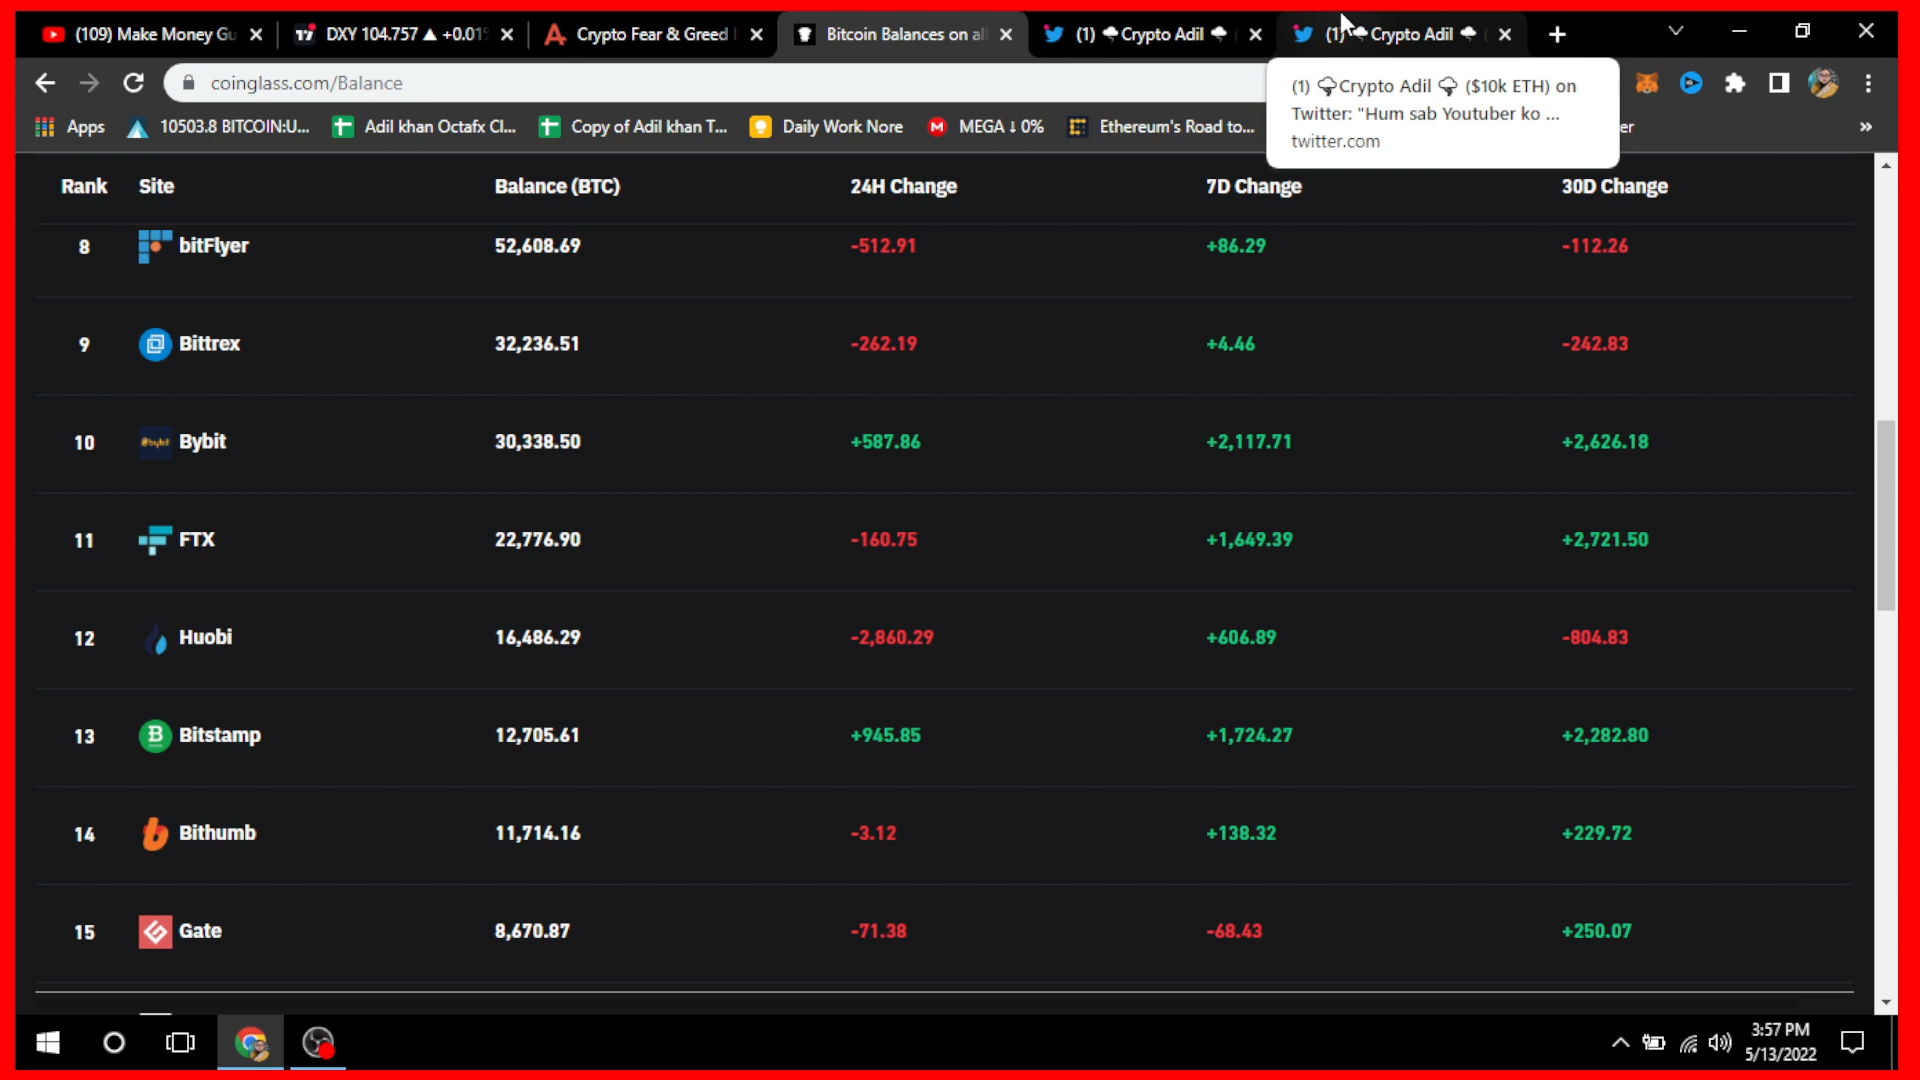 (109) Make Money Gu
DXY 104.757 ▲ +0.01%
Crypto Fear & Greed
Bitcoin Balances on all
(1) 🌩Crypto Adil 🌩
(1) 🌩Crypto Adil 🌩
coinglass.com/Balance
(1) 🌩Crypto Adil 🌩 ($10k ETH) on
Twitter: "Hum sab Youtuber ko ...
twitter.com
Apps
10503.8 BITCOIN:U...
Adil khan Octafx Cl...
Copy of Adil khan T...
Daily Work Nore
MEGA ↓ 0%
Ethereum's Road to...
er
»
Rank Site Balance (BTC) 24H Change 7D Change 30D Change
8 bitFlyer 52,608.69 -512.91 +86.29 -112.26
9 Bittrex 32,236.51 -262.19 +4.46 -242.83
10 Bybit 30,338.50 +587.86 +2,117.71 +2,626.18
11 FTX 22,776.90 -160.75 +1,649.39 +2,721.50
12 Huobi 16,486.29 -2,860.29 +606.89 -804.83
13 Bitstamp 12,705.61 +945.85 +1,724.27 +2,282.80
14 Bithumb 11,714.16 -3.12 +138.32 +229.72
15 Gate 8,670.87 -71.38 -68.43 +250.07
3:57 PM
5/13/2022